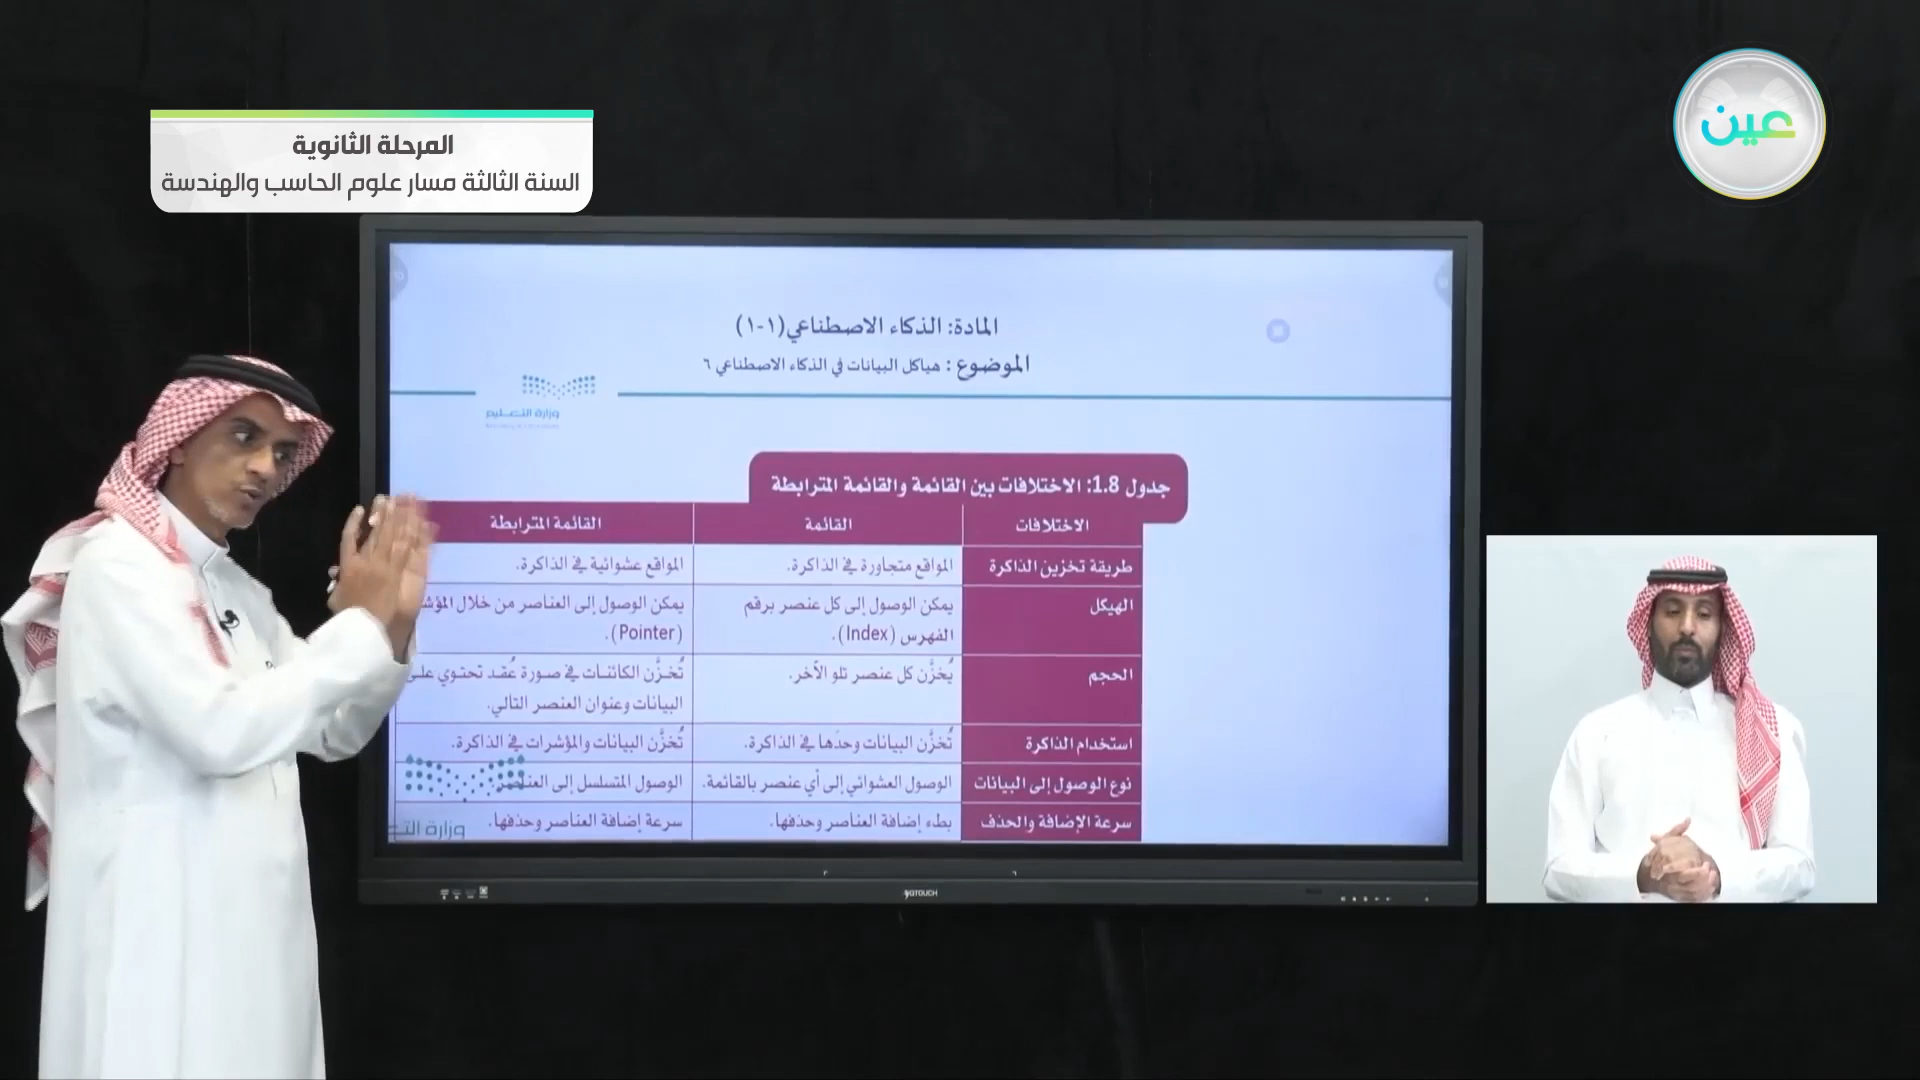 المرحلة الثانوية
السنة الثالثة مسار علوم الحاسب والهندسة
عين
المادة: الذكاء الاصطناعي(١-١)
الموضوع : هياكل البيانات في الذكاء الاصطناعي ٦
وزارة التعليم
جدول 1.8: الاختلافات بين القائمة والقائمة المترابطة
الاختلافات القائمة القائمة المترابطة
طريقة تخزين الذاكرة المواقع متجاورة في الذاكرة. المواقع عشوائية في الذاكرة.
الهيكل يمكن الوصول إلى كل عنصر برقم يمكن الوصول إلى العناصر من خلال المؤشر
الفهرس (Index). (Pointer).
الحجم يُخزَّن كل عنصر تلو الآخر. تُخزَّن الكائنات في صورة عُقد تحتوي على
البيانات وعنوان العنصر التالي.
استخدام الذاكرة تُخزَّن البيانات وحدَها في الذاكرة. تُخزَّن البيانات والمؤشرات في الذاكرة.
نوع الوصول إلى البيانات الوصول العشوائي إلى أي عنصر بالقائمة. الوصول المتسلسل إلى العناصر.
سرعة الإضافة والحذف بطء إضافة العناصر وحذفها. سرعة إضافة العناصر وحذفها.
وزارة التع